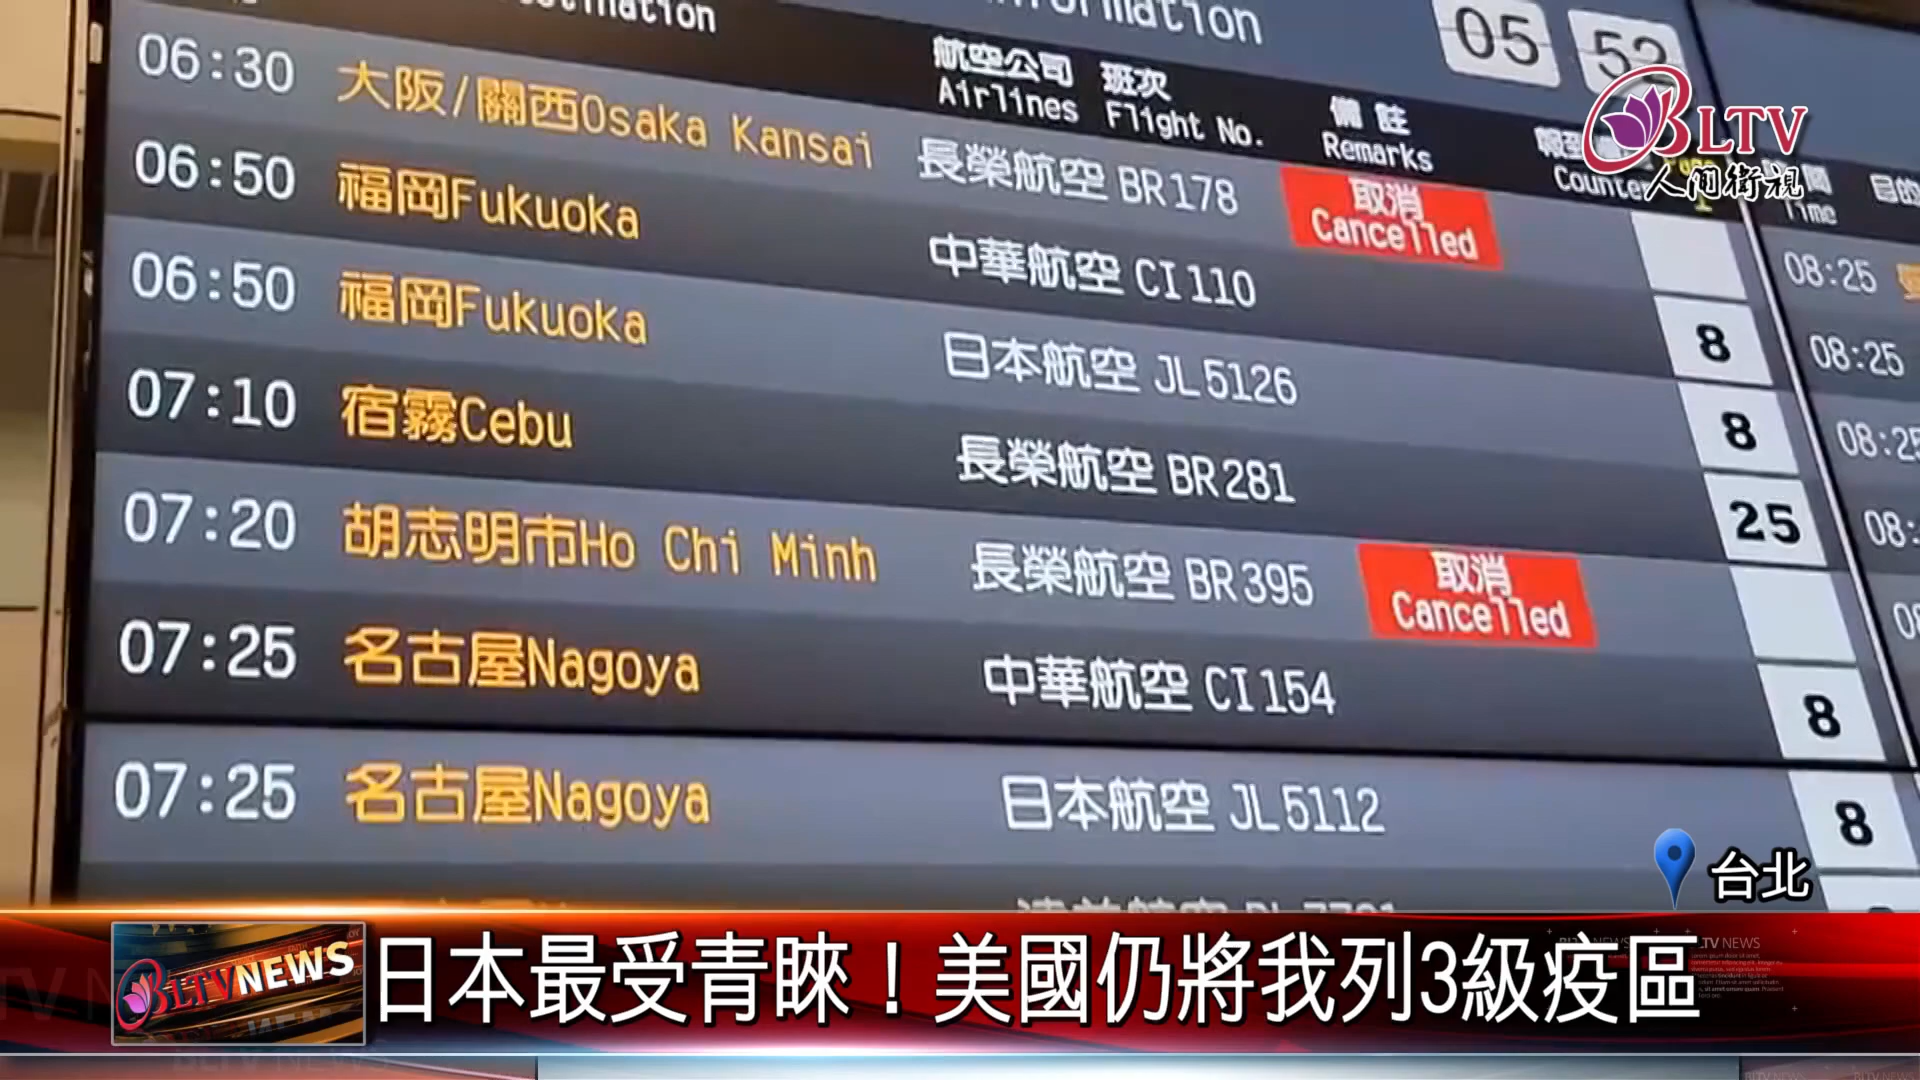 Information
05 52
航空公司 班次 備註
Airlines Flight No. Remarks Counter Time
06:30 大阪/關西Osaka Kansai 長榮航空 BR178 取消 Cancelled
06:50 福岡Fukuoka 中華航空 CI110 8
06:50 福岡Fukuoka 日本航空 JL5126 8
07:10 宿霧Cebu 長榮航空 BR281 25
07:20 胡志明市Ho Chi Minh 長榮航空 BR395 取消 Cancelled
07:25 名古屋Nagoya 中華航空 CI154 8
07:25 名古屋Nagoya 日本航空 JL5112 8
08:25
08:25
08:25
BLTV
人間衛視
台北
BLTVNEWS
日本最受青睞！美國仍將我列3級疫區